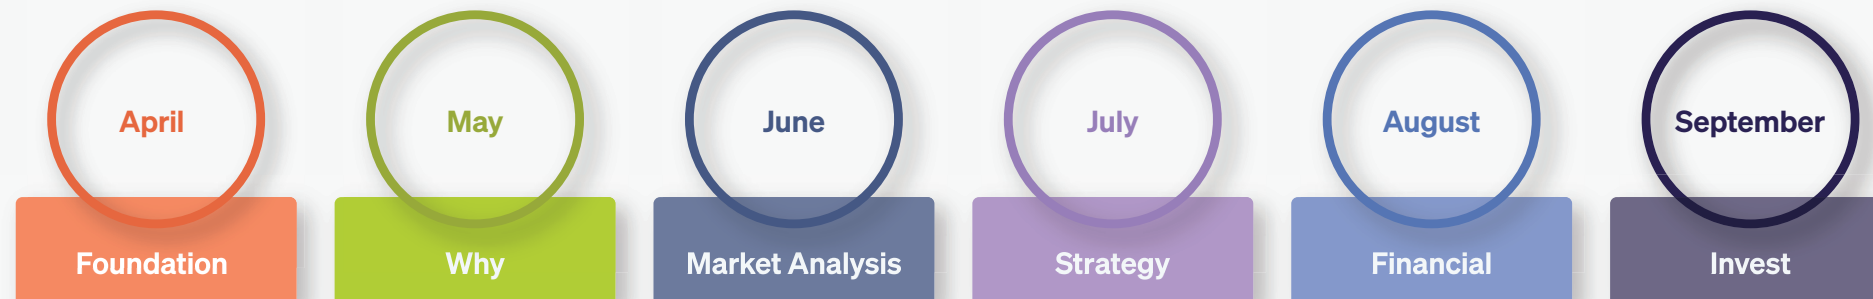 April
May
June
July
August
September
Foundation
Why
Market Analysis
Strategy
Financial
Invest